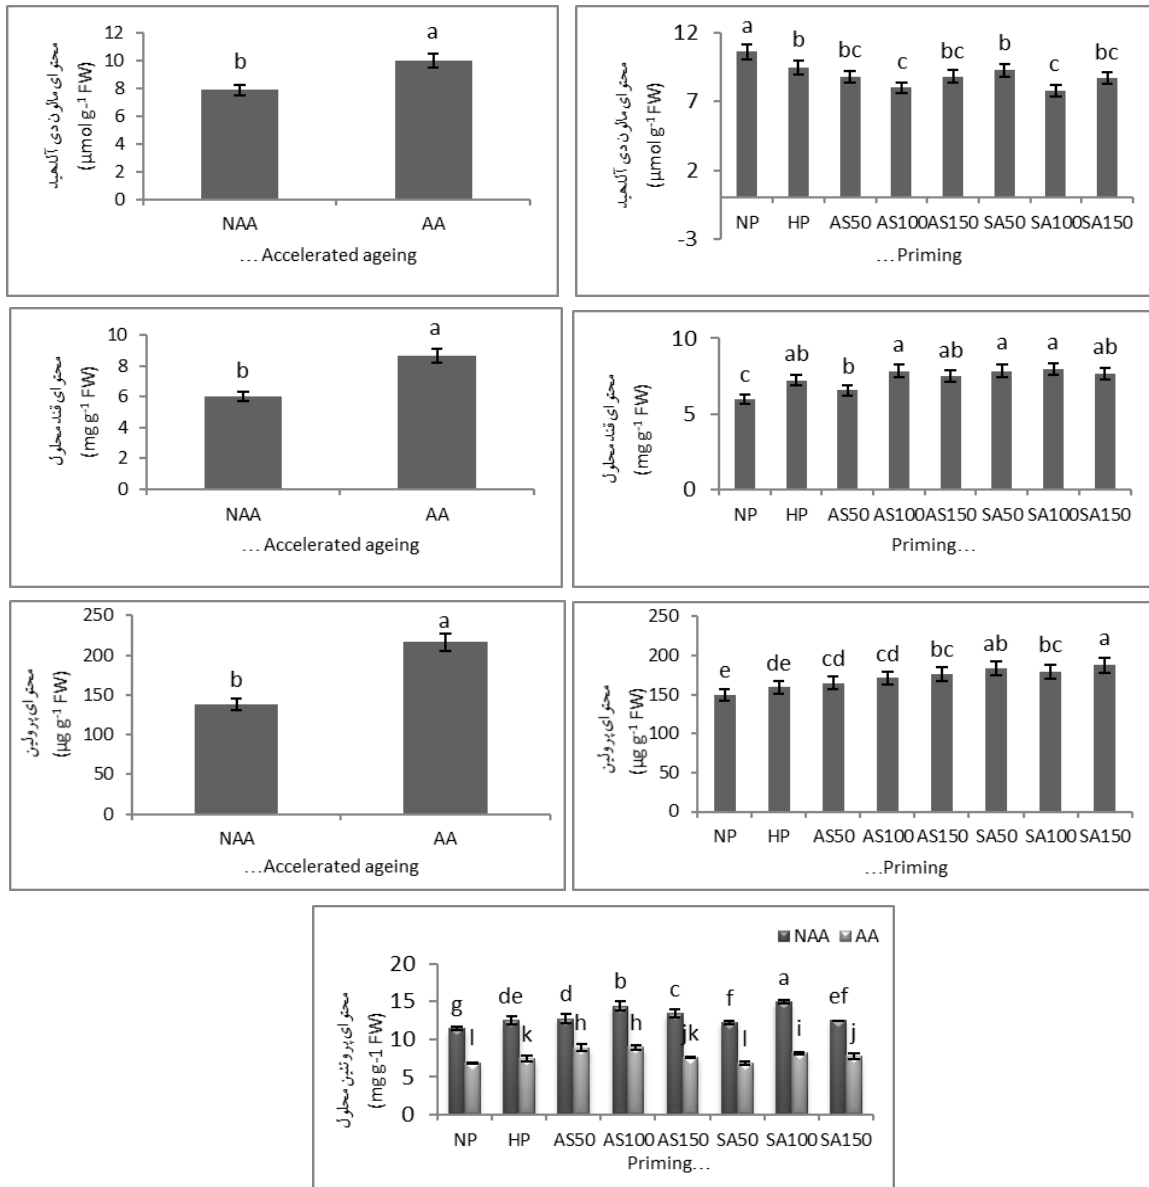 محتوای مالون دی آلدهید
(µmol g-1 FW)
12
10
8
6
4
2
0
b
a
NAA
AA
... Accelerated ageing
محتوای مالون دی آلدهید
(µmol g-1 FW)
12
7
2
-3
a
b
bc
c
bc
b
c
bc
NP HP AS50 AS100 AS150 SA50 SA100 SA150
...Priming
محتوای قند محلول
(mg g-1 FW)
10
8
6
4
2
0
b
a
NAA
AA
... Accelerated ageing
محتوای قند محلول
(mg g-1 FW)
10
5
0
c
ab
b
a
ab
a
a
ab
NP HP AS50 AS100 AS150 SA50 SA100 SA150
Priming...
محتوای پرولین
(µg g-1 FW)
250
200
150
100
50
0
b
a
NAA
AA
...Accelerated ageing
محتوای پرولین
(µg g-1 FW)
250
200
150
100
50
0
e
de
cd
cd
bc
ab
bc
a
NP HP AS50 AS100 AS150 SA50 SA100 SA150
...Priming
محتوای پروتئین محلول
(mg g-1 FW)
NAA AA
20
15
10
5
0
g
l
de
k
d
h
b
h
c
jk
f
l
a
i
ef
j
NP HP AS50 AS100 AS150 SA50 SA100 SA150
Priming...